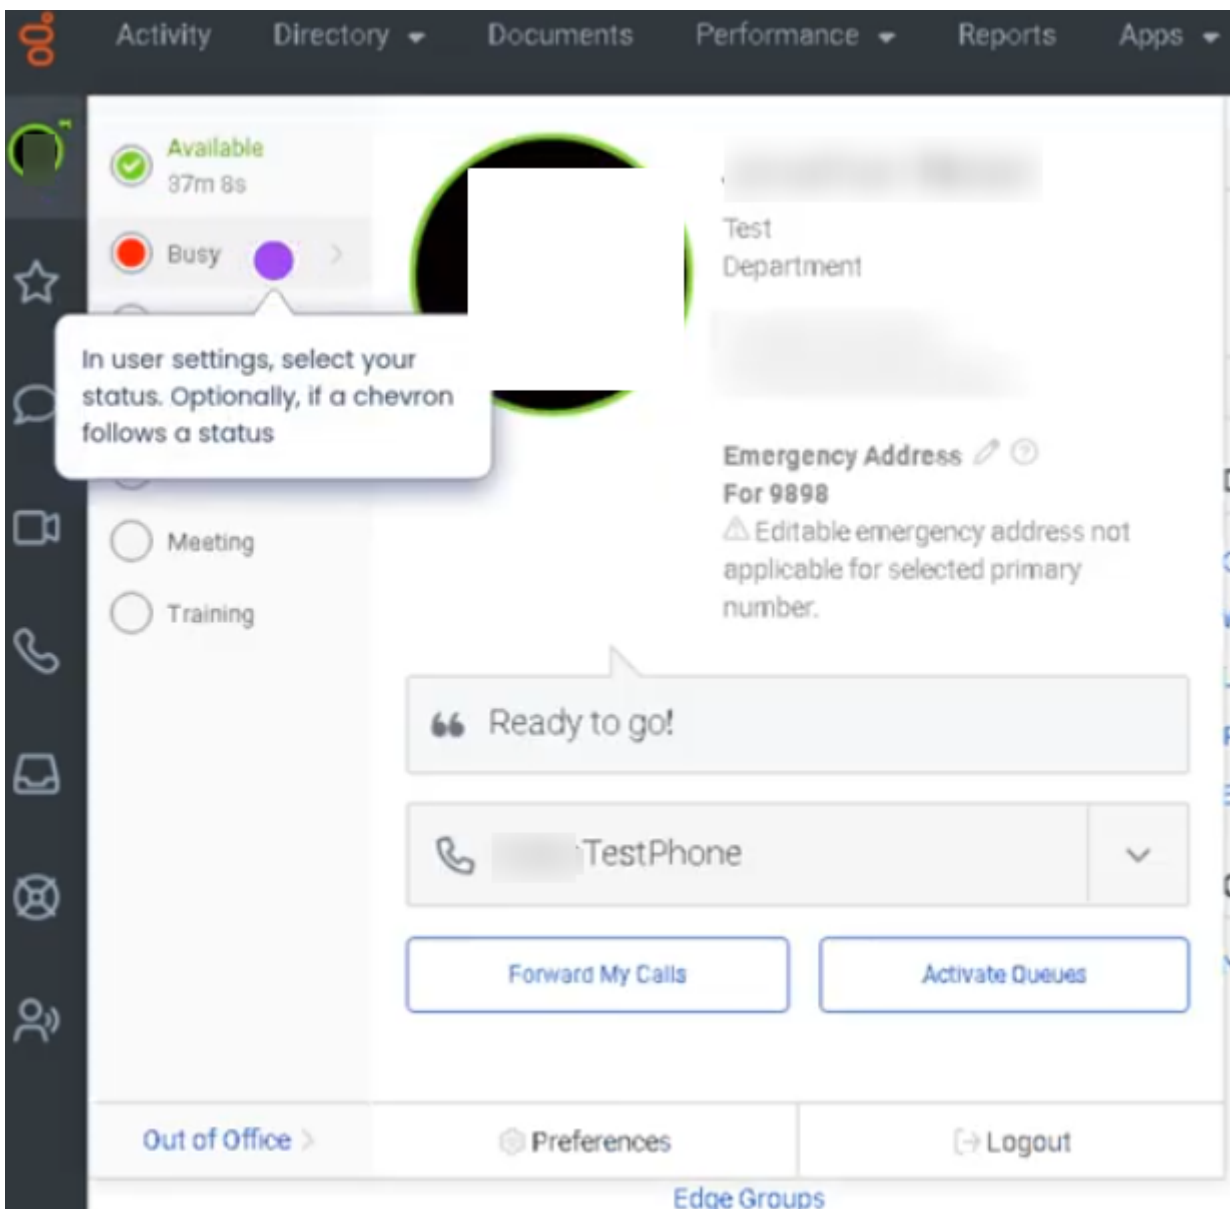 Activity Directory Documents Performance Reports Apps
Available
37m 8s
Busy
In user settings, select your
status. Optionally, if a chevron
follows a status
Meeting
Training
Test
Department
Emergency Address
For 9898
Editable emergency address not
applicable for selected primary
number.
Ready to go!
TestPhone
Forward My Calls
Activate Queues
Out of Office
Preferences
Logout
Edge Groups